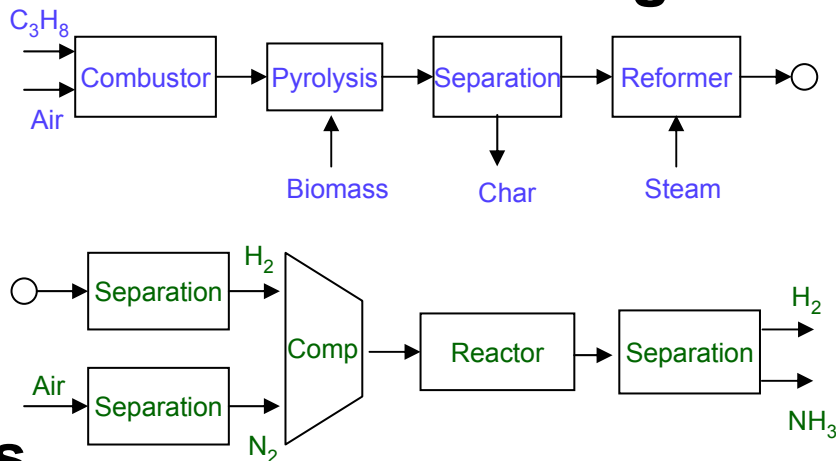 g
C₃H₈
Combustor
Pyrolysis
Separation
Reformer
Air
Biomass
Char
Steam
H₂
Separation
H₂
Comp
Reactor
Separation
Air
Separation
N₂
NH₃
s